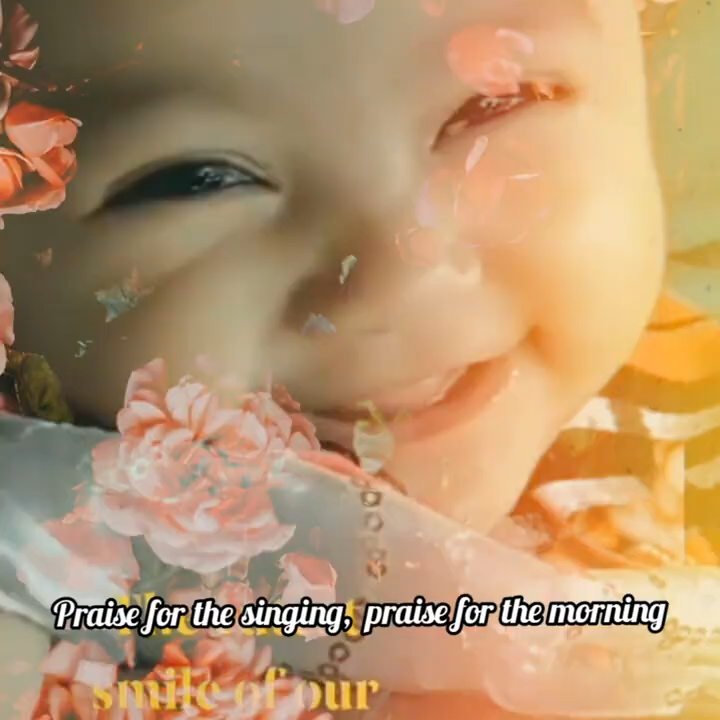 Praise for the singing, praise for the morning
smile of our